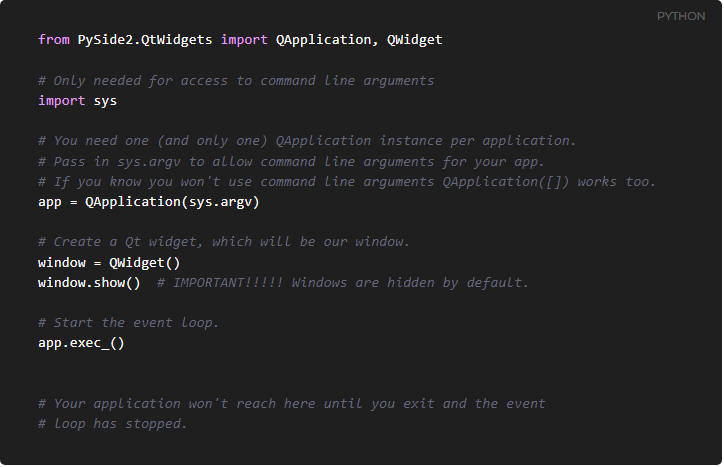 PYTHON
from PySide2.QtWidgets import QApplication, QWidget
# Only needed for access to command line arguments
import sys
# You need one (and only one) QApplication instance per application.
# Pass in sys.argv to allow command line arguments for your app.
# If you know you won't use command line arguments QApplication([]) works too.
app = QApplication(sys.argv)
# Create a Qt widget, which will be our window.
window = QWidget()
window.show()  # IMPORTANT!!!!! Windows are hidden by default.
# Start the event loop.
app.exec_()
# Your application won't reach here until you exit and the event
# loop has stopped.